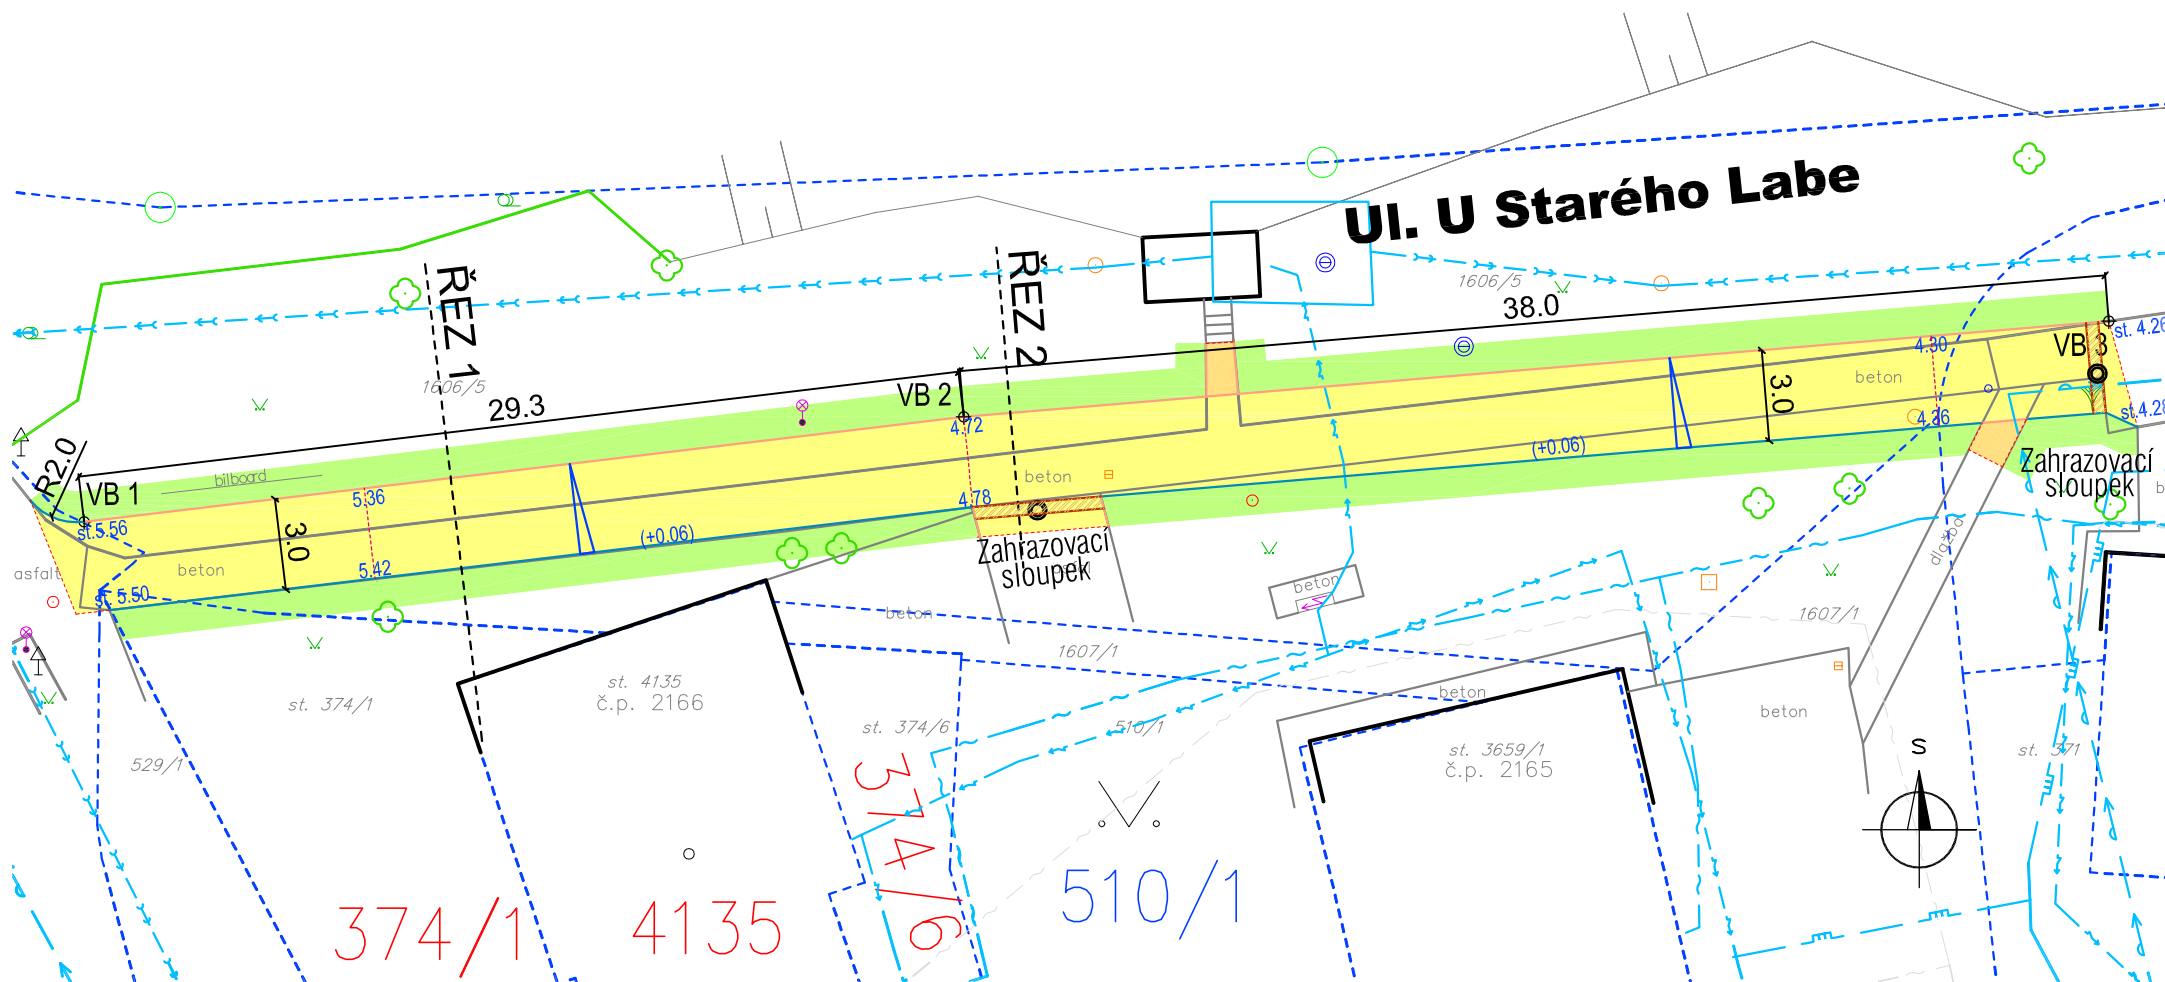 Ul. U Starého Labe
ŘEZ 1
ŘEZ 2
1606/5
38.0
st. 4.26
4.30
VB 3
1606/5
29.3
VB 2
4.72
3.0
beton
4.36
st.4.28
R2.0
bilboard
VB 1
5.36
(+0.06)
beton
4.78
Zahrazovací
sloupek
st.5.56
3.0
(+0.06)
Zahrazovací
sloupek
asfalt
beton
5.42
st. 5.50
beton
beton
dlažba
1607/1
1607/1
st. 4135
č.p. 2166
st. 374/1
st. 374/6
510/1
beton
beton
st. 3659/1
č.p. 2165
S
st. 371
529/1
374/6
374/1
4135
510/1